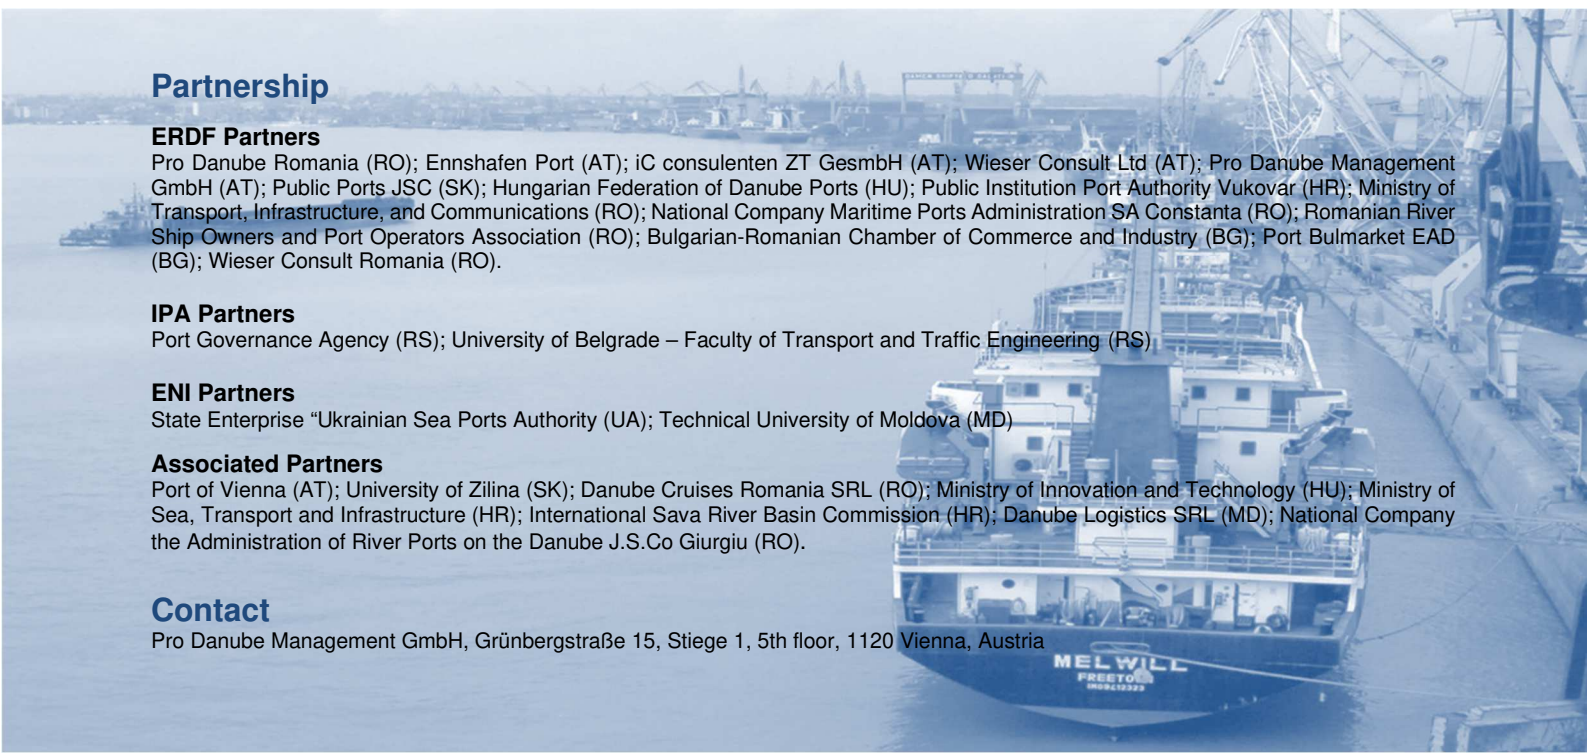 Partnership
ERDF Partners
Pro Danube Romania (RO); Ennshafen Port (AT); iC consulenten ZT GesmbH (AT); Wieser Consult Ltd (AT); Pro Danube Management
GmbH (AT); Public Ports JSC (SK); Hungarian Federation of Danube Ports (HU); Public Institution Port Authority Vukovar (HR); Ministry of
Transport, Infrastructure, and Communications (RO); National Company Maritime Ports Administration SA Constanta (RO); Romanian River
Ship Owners and Port Operators Association (RO); Bulgarian-Romanian Chamber of Commerce and Industry (BG); Port Bulmarket EAD
(BG); Wieser Consult Romania (RO).
IPA Partners
Port Governance Agency (RS); University of Belgrade – Faculty of Transport and Traffic Engineering (RS)
ENI Partners
State Enterprise “Ukrainian Sea Ports Authority (UA); Technical University of Moldova (MD)
Associated Partners
Port of Vienna (AT); University of Zilina (SK); Danube Cruises Romania SRL (RO); Ministry of Innovation and Technology (HU); Ministry of
Sea, Transport and Infrastructure (HR); International Sava River Basin Commission (HR); Danube Logistics SRL (MD); National Company
the Administration of River Ports on the Danube J.S.Co Giurgiu (RO).
Contact
Pro Danube Management GmbH, Grünbergstraße 15, Stiege 1, 5th floor, 1120 Vienna, Austria
MELWILL